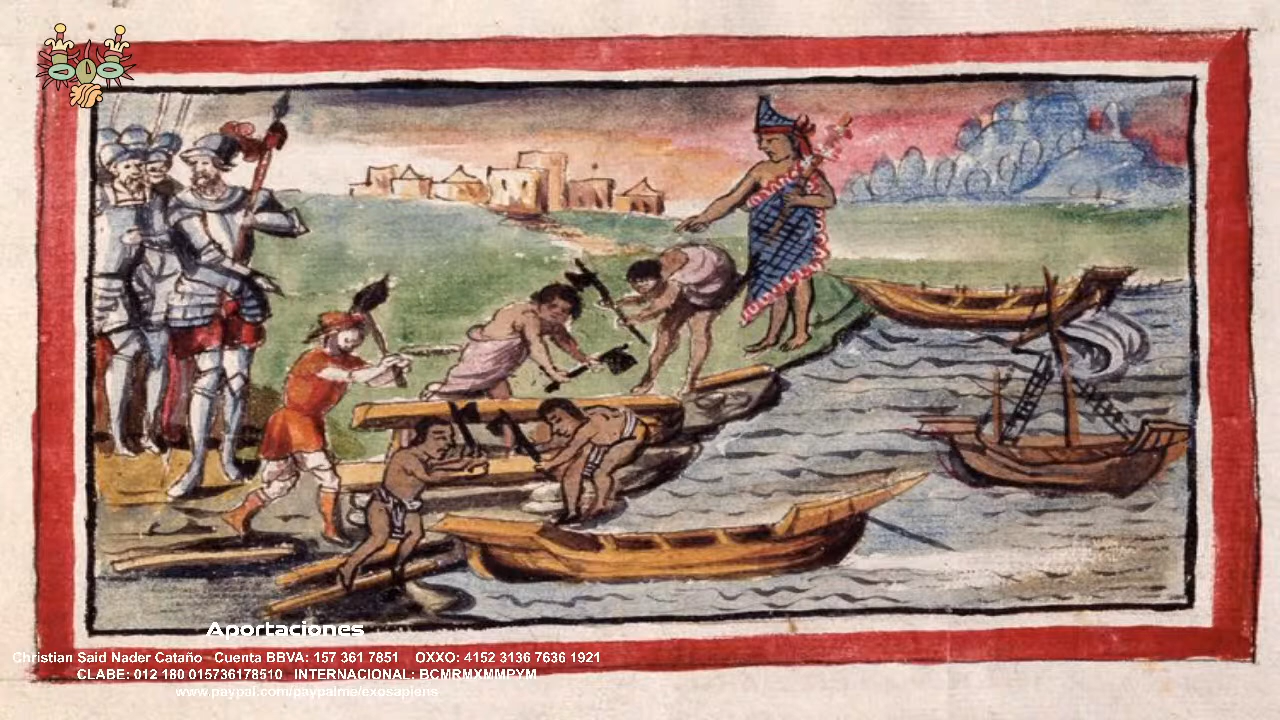 Aportaciones
Christian Said Nader Cataño - Cuenta BBVA: 157 361 7851 OXXO: 4152 3136 7636 1921
CLABE: 012 180 015736178510 INTERNACIONAL: BCMRMXMMPYM
www.paypal.com/paypalme/exosapiens